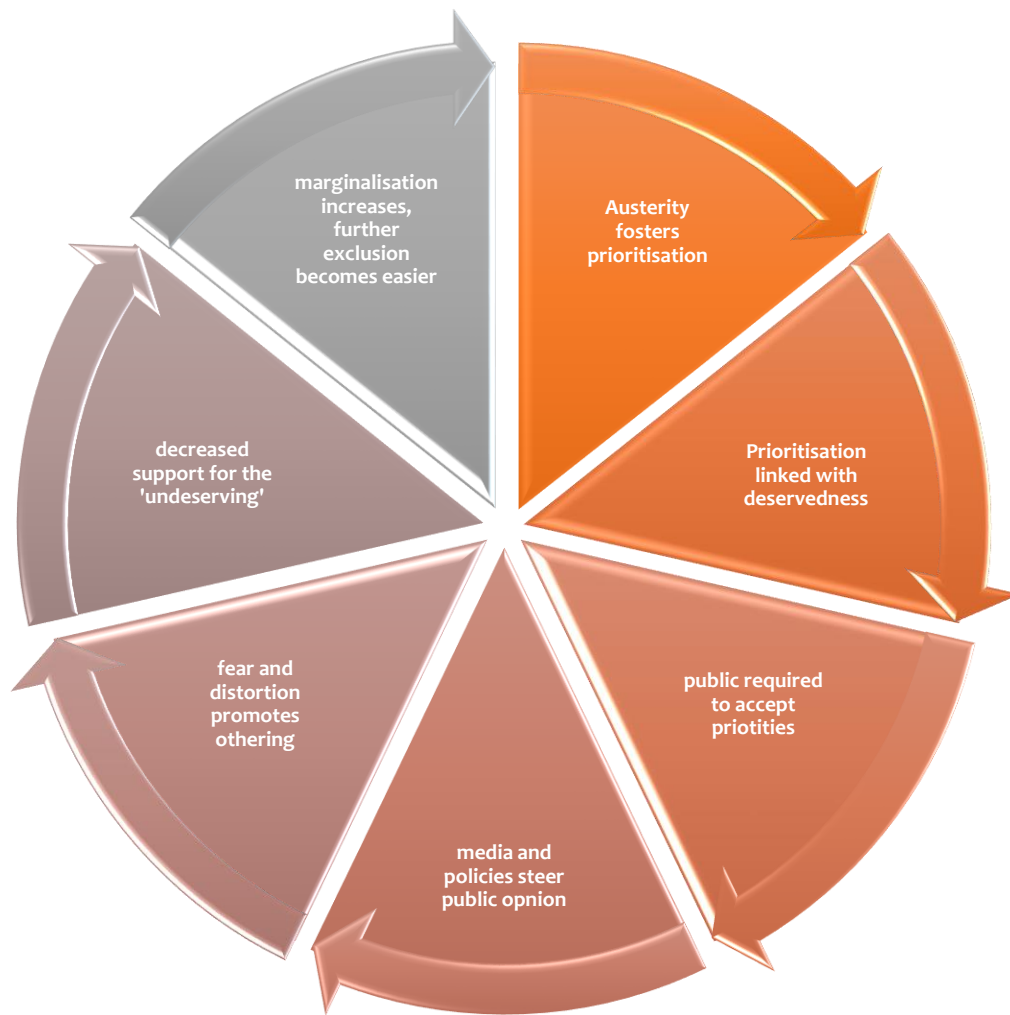 Austerity
fosters
prioritisation
Prioritisation
linked with
deservedness
public required
to accept
priotities
media and
policies steer
public opnion
fear and
distortion
promotes
othering
decreased
support for the
'undeserving'
marginalisation
increases,
further
exclusion
becomes easier